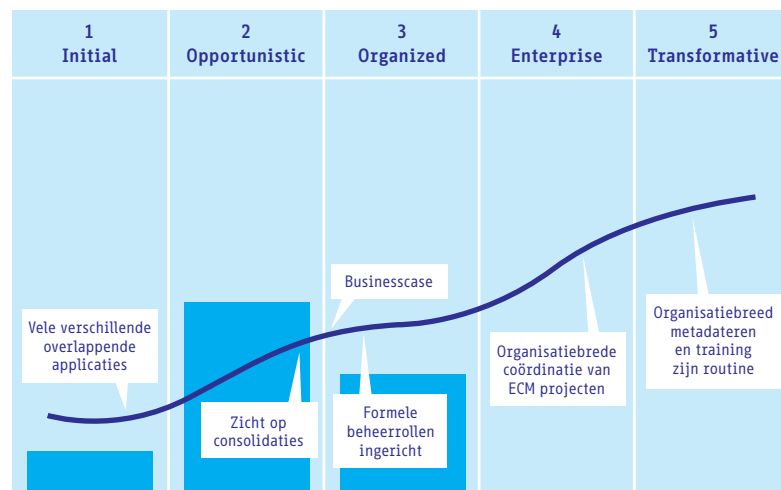 1
Initial
2
Opportunistic
3
Organized
4
Enterprise
5
Transformative
Vele verschillende
overlappende
applicaties
Zicht op
consolidaties
Businesscase
Formele
beheerrollen
ingericht
Organisatiebrede
coördinatie van
ECM projecten
Organisatiebreed
metadateren
en training
zijn routine